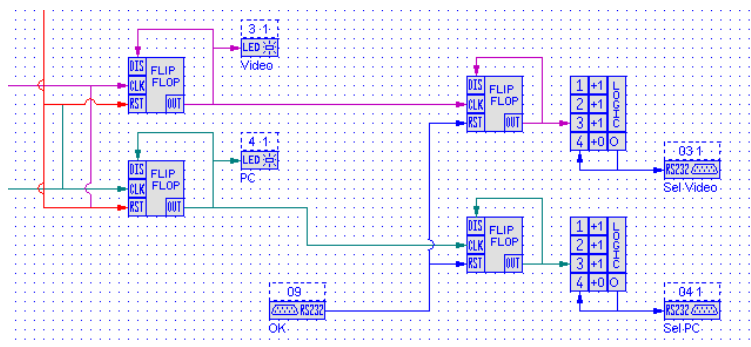 3 1
LED
Video
DIS
CLK
RST
FLIP
FLOP
OUT
4 1
LED
PC
DIS
CLK
RST
FLIP
FLOP
OUT
DIS
CLK
RST
FLIP
FLOP
OUT
1 +1
2 +1
3 +1
4 +0 O
LOGIC
03 1
RS232
Sel Video
DIS
CLK
RST
FLIP
FLOP
OUT
1 +1
2 +1
3 +1
4 +0 O
LOGIC
04 1
RS232
Sel PC
09
RS232
OK